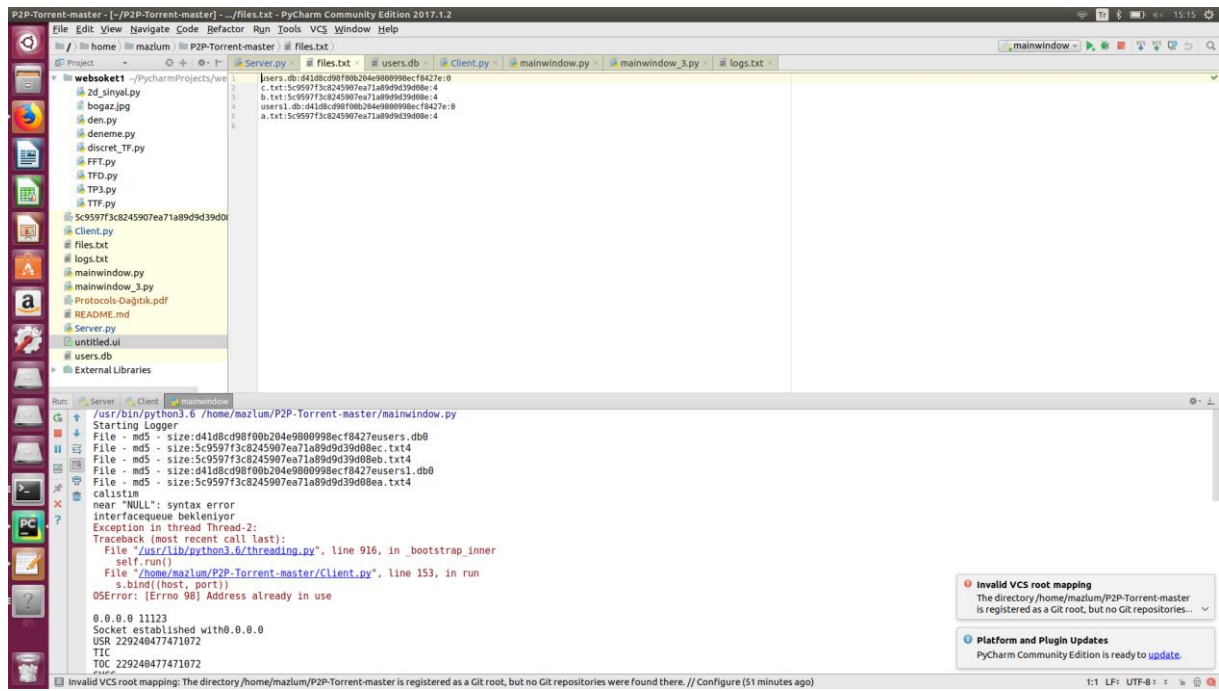 P2P-Torrent-master - [~/P2P-Torrent-master] - .../files.txt - PyCharm Community Edition 2017.1.2
Tr 15:15
File Edit View Navigate Code Refactor Run Tools VCS Window Help
/ home mazlum P2P-Torrent-master files.txt
mainwindow
Project
Server.py files.txt users.db Client.py mainwindow.py mainwindow_3.py logs.txt
websoket1 ~/PycharmProjects/we
2d_sinyal.py
bogaz.jpg
den.py
deneme.py
discret_TF.py
FFT.py
TFD.py
TP3.py
TTF.py
5c9597f3c8245907ea71a89d9d39d08
Client.py
files.txt
logs.txt
mainwindow.py
mainwindow_3.py
Protocols-Dağıtık.pdf
README.md
Server.py
untitled.ui
users.db
External Libraries
1 users.db:d41d8cd98f00b204e9800998ecf8427e:0
2 c.txt:5c9597f3c8245907ea71a89d9d39d08e:4
3 b.txt:5c9597f3c8245907ea71a89d9d39d08e:4
4 users1.db:d41d8cd98f00b204e9800998ecf8427e:0
5 a.txt:5c9597f3c8245907ea71a89d9d39d08e:4
6
Run: Server Client mainwindow
/usr/bin/python3.6 /home/mazlum/P2P-Torrent-master/mainwindow.py
Starting Logger
File - md5 - size:d41d8cd98f00b204e9800998ecf8427eusers.db0
File - md5 - size:5c9597f3c8245907ea71a89d9d39d08ec.txt4
File - md5 - size:5c9597f3c8245907ea71a89d9d39d08eb.txt4
File - md5 - size:d41d8cd98f00b204e9800998ecf8427eusers1.db0
File - md5 - size:5c9597f3c8245907ea71a89d9d39d08ea.txt4
calıstım
near "NULL": syntax error
interfacequeue bekleniyor
Exception in thread Thread-2:
Traceback (most recent call last):
File "/usr/lib/python3.6/threading.py", line 916, in _bootstrap_inner
self.run()
File "/home/mazlum/P2P-Torrent-master/Client.py", line 153, in run
s.bind((host, port))
OSError: [Errno 98] Address already in use
0.0.0.0 11123
Socket established with0.0.0.0
USR 229240477471072
TIC
TOC 229240477471072
Invalid VCS root mapping
The directory /home/mazlum/P2P-Torrent-master
is registered as a Git root, but no Git repositories...
Platform and Plugin Updates
PyCharm Community Edition is ready to update.
Invalid VCS root mapping: The directory /home/mazlum/P2P-Torrent-master is registered as a Git root, but no Git repositories were found there. // Configure (51 minutes ago)
1:1 LF: UTF-8: